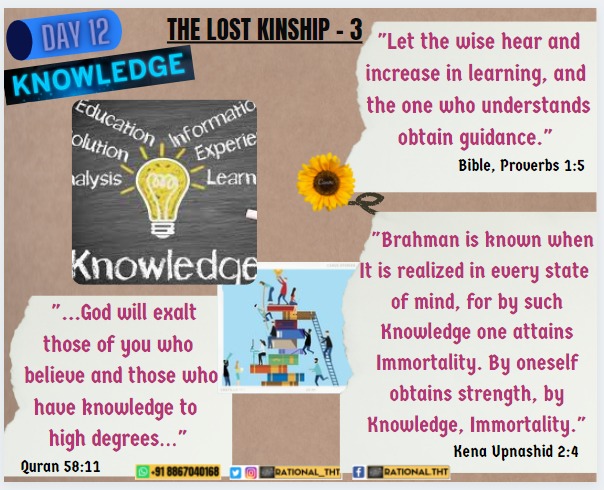 DAY 12
KNOWLEDGE
THE LOST KINSHIP - 3
"Let the wise hear and
increase in learning, and
the one who understands
obtain guidance."
Bible, Proverbs 1:5
Education
Informatio
olution
Experie
alysis
Learn
Knowledge
"Brahman is known when
It is realized in every state
of mind, for by such
Knowledge one attains
Immortality. By oneself
obtains strength, by
Knowledge, Immortality."
Kena Upnashid 2:4
"...God will exalt
those of you who
believe and those who
have knowledge to
high degrees..."
Quran 58:11
+91 8867040168
RATIONAL_THT
RATIONAL.THT